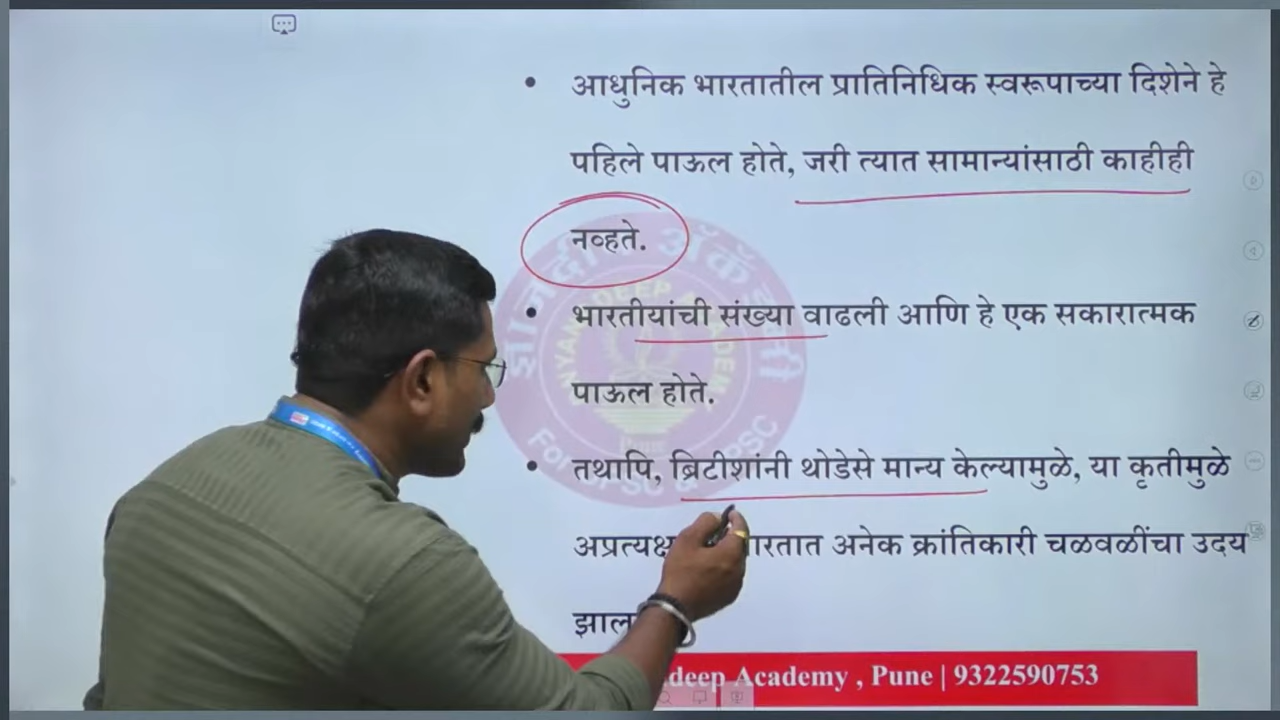 आधुनिक भारतातील प्रातिनिधिक स्वरूपाच्या दिशेने हे
पहिले पाऊल होते, जरी त्यात सामान्यांसाठी काहीही
नव्हते.
भारतीयांची संख्या वाढली आणि हे एक सकारात्मक
पाऊल होते.
तथापि, ब्रिटीशांनी थोडेसे मान्य केल्यामुळे, या कृतीमुळे
अप्रत्यक्ष अनेक क्रांतिकारी चळवळींचा उदय
deep Academy , Pune | 9322590753